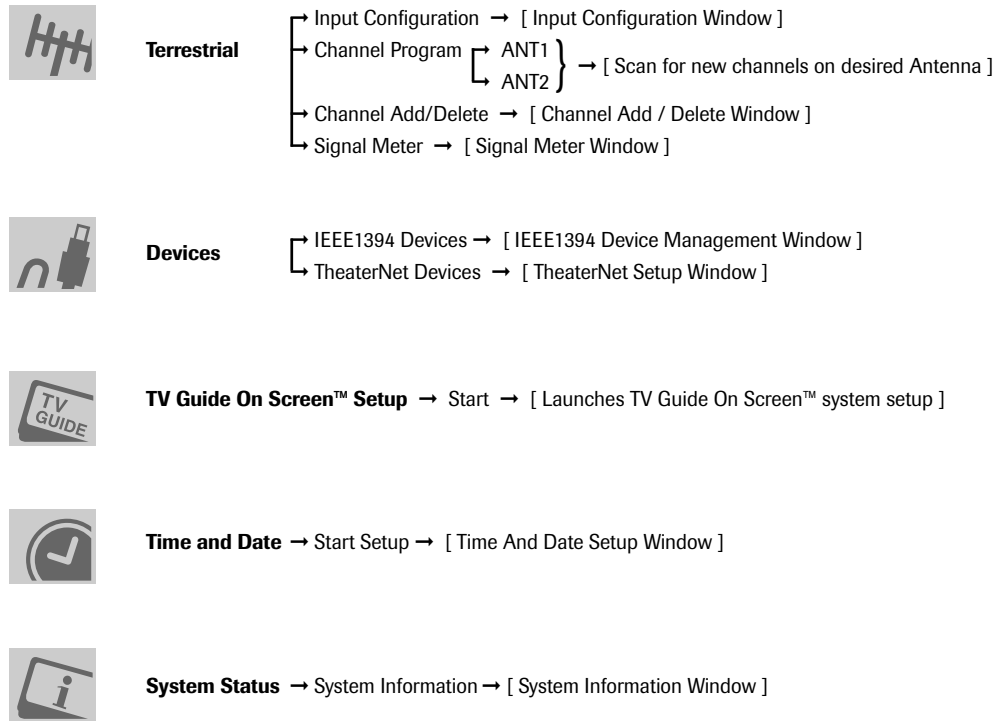 → Input Configuration → [ Input Configuration Window ]
Terrestrial → Channel Program → ANT1
→ ANT2 } → [ Scan for new channels on desired Antenna ]
→ Channel Add/Delete → [ Channel Add / Delete Window ]
→ Signal Meter → [ Signal Meter Window ]
Devices → IEEE1394 Devices → [ IEEE1394 Device Management Window ]
→ TheaterNet Devices → [ TheaterNet Setup Window ]
TV
GUIDE
TV Guide On Screen™ Setup → Start → [ Launches TV Guide On Screen™ system setup ]
Time and Date → Start Setup → [ Time And Date Setup Window ]
i
System Status → System Information → [ System Information Window ]